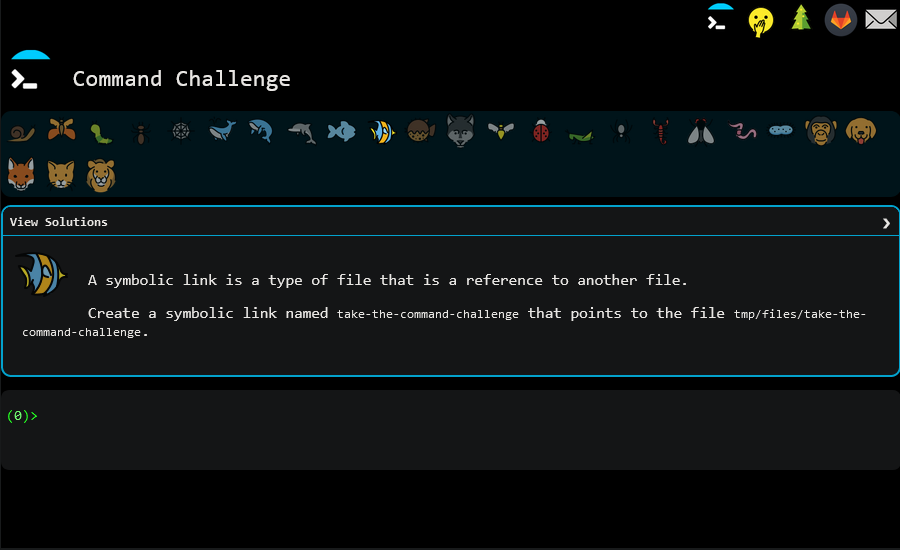 Command Challenge
View Solutions
A symbolic link is a type of file that is a reference to another file.
Create a symbolic link named take-the-command-challenge that points to the file tmp/files/take-the-
command-challenge.
(0)>